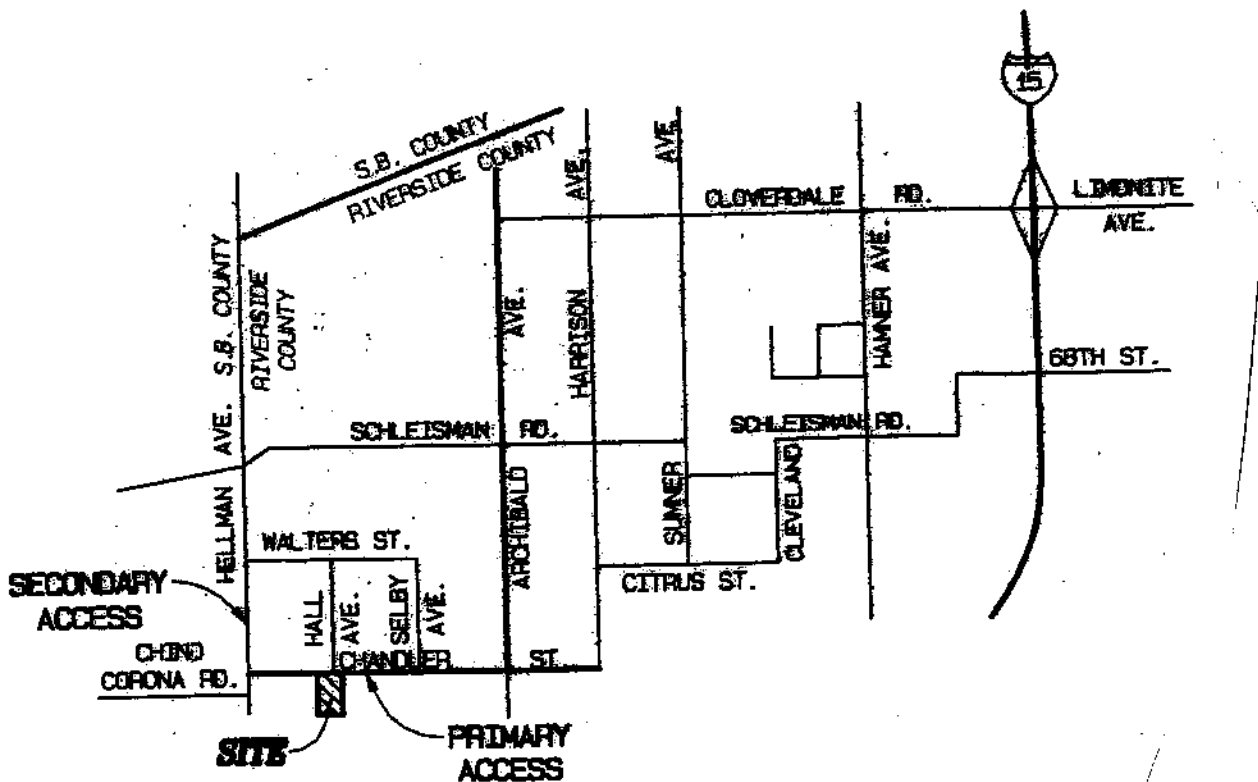 15
S.B. COUNTY
RIVERSIDE COUNTY
AVE.
AVE.
CLOVERDALE RD.
LIMONITE
AVE.
HELLMAN AVE. S.B. COUNTY
RIVERSIDE
COUNTY
ARCHIBALD AVE.
HARRISON
HAMNER AVE.
68TH ST.
SCHLEISMAN RD.
SCHLEISMAN RD.
SUMNER
CLEVELAND
WALTERS ST.
CITRUS ST.
SECONDARY
ACCESS
HALL AVE.
SELBY AVE.
CHINO
CORONA RD.
CHANDLER ST.
SITE
PRIMARY
ACCESS